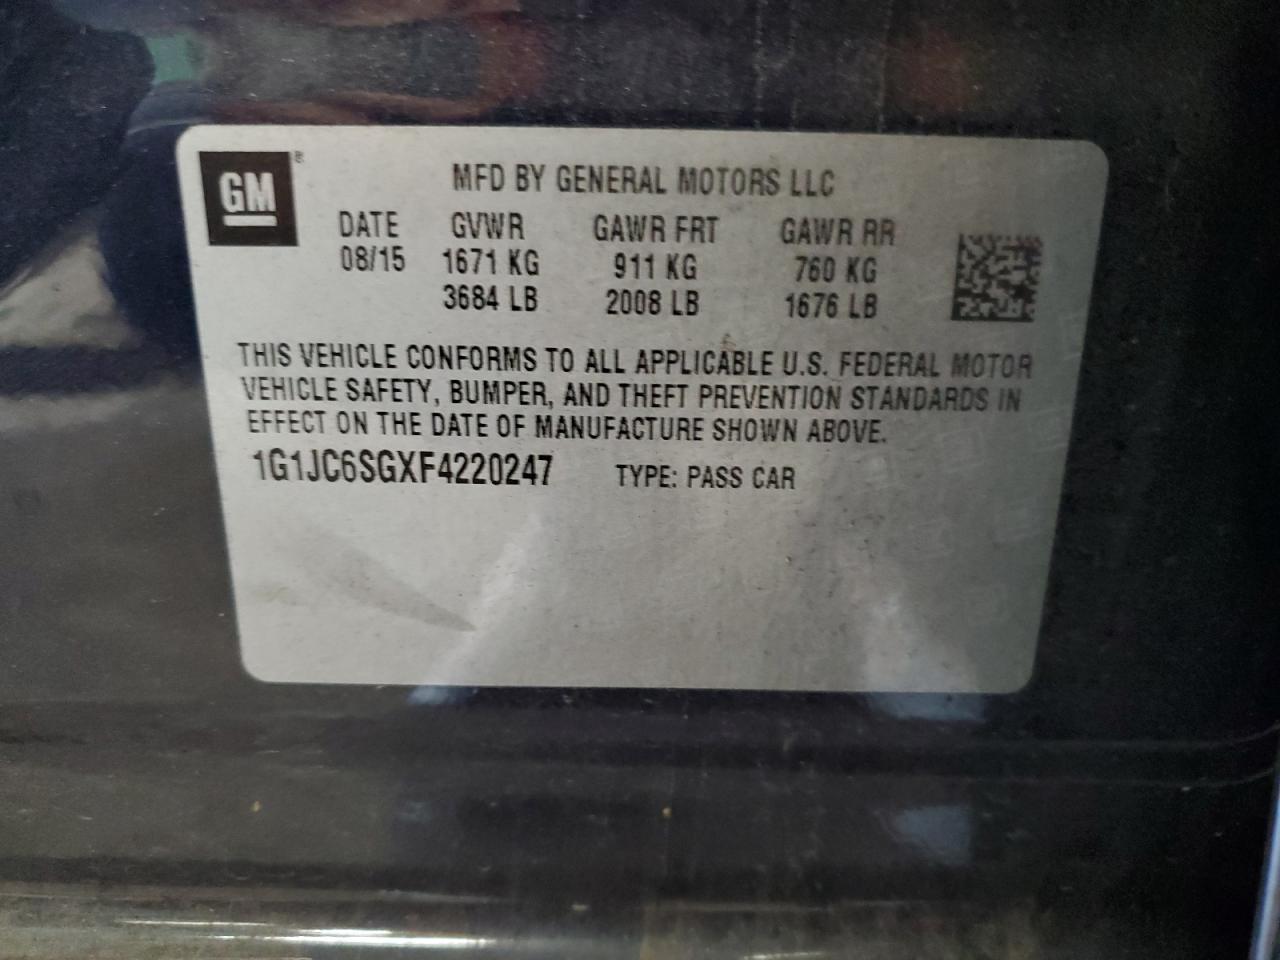 GM®
MFD BY GENERAL MOTORS LLC
DATE GVWR GAWR FRT GAWR RR
08/15 1671 KG 911 KG 760 KG
3684 LB 2008 LB 1676 LB
THIS VEHICLE CONFORMS TO ALL APPLICABLE U.S. FEDERAL MOTOR
VEHICLE SAFETY, BUMPER, AND THEFT PREVENTION STANDARDS IN
EFFECT ON THE DATE OF MANUFACTURE SHOWN ABOVE.
1G1JC6SGXF4220247 TYPE: PASS CAR